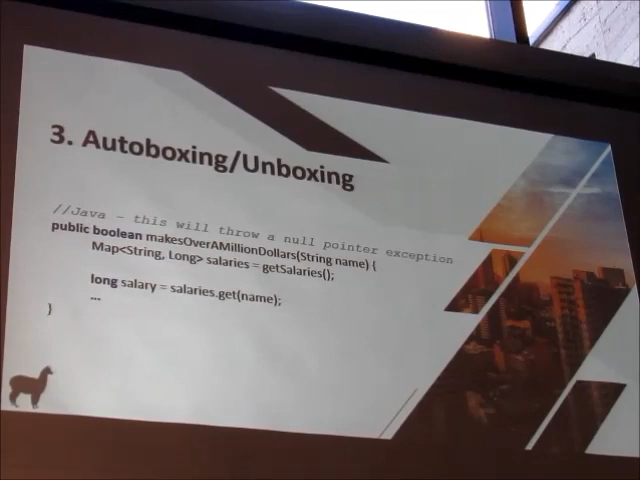 3. Autoboxing/Unboxing
//Java - this will throw a null pointer exception
public boolean makesOverAMillionDollars(String name) {
Map<String, Long> salaries = getSalaries();
long salary = salaries.get(name);
...
}